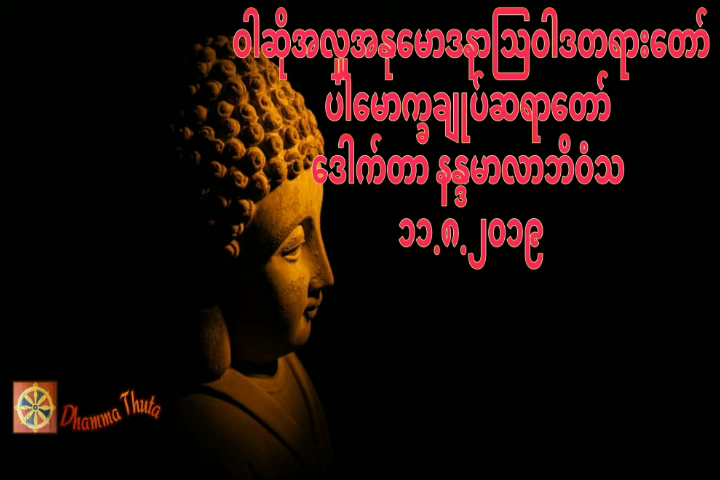 ဝါဆိုအလှူအနုမောဒနာဩဝါဒတရားတော်
ပါမောက္ခချုပ်ဆရာတော်
ဒေါက်တာ နန္ဒမာလာဘိဝံသ
၁၁.၈.၂၀၁၉
Dhamma Thuta